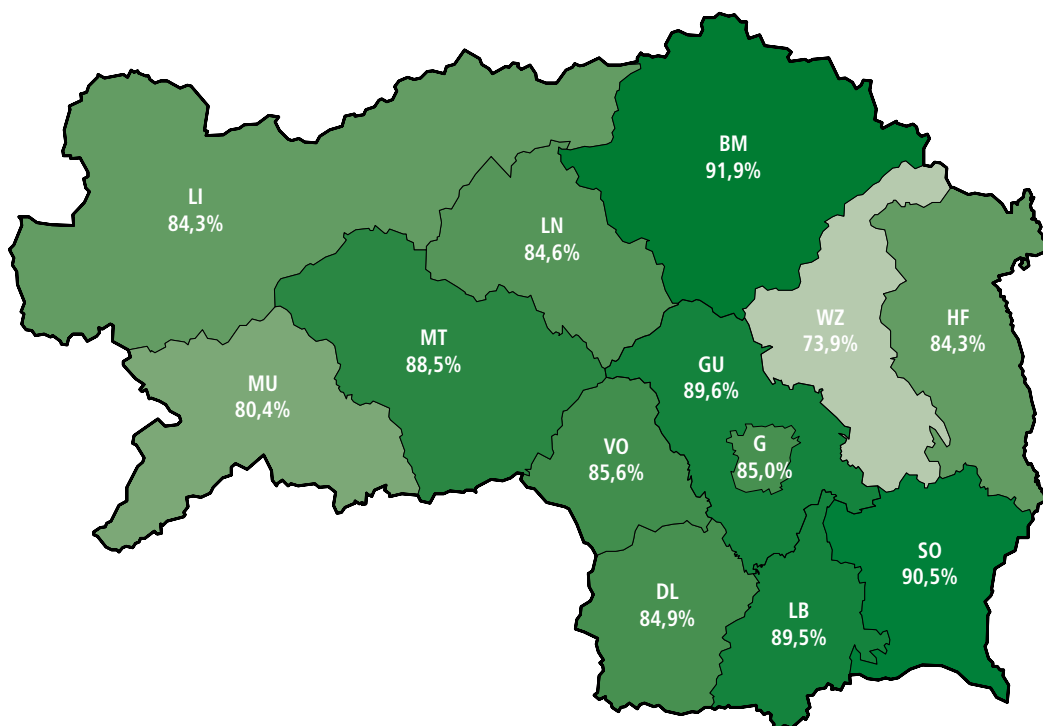 BM
91,9%
LI
84,3%
LN
84,6%
WZ
73,9%
HF
84,3%
MT
88,5%
GU
89,6%
MU
80,4%
VO
85,6%
G
85,0%
SO
90,5%
DL
84,9%
LB
89,5%